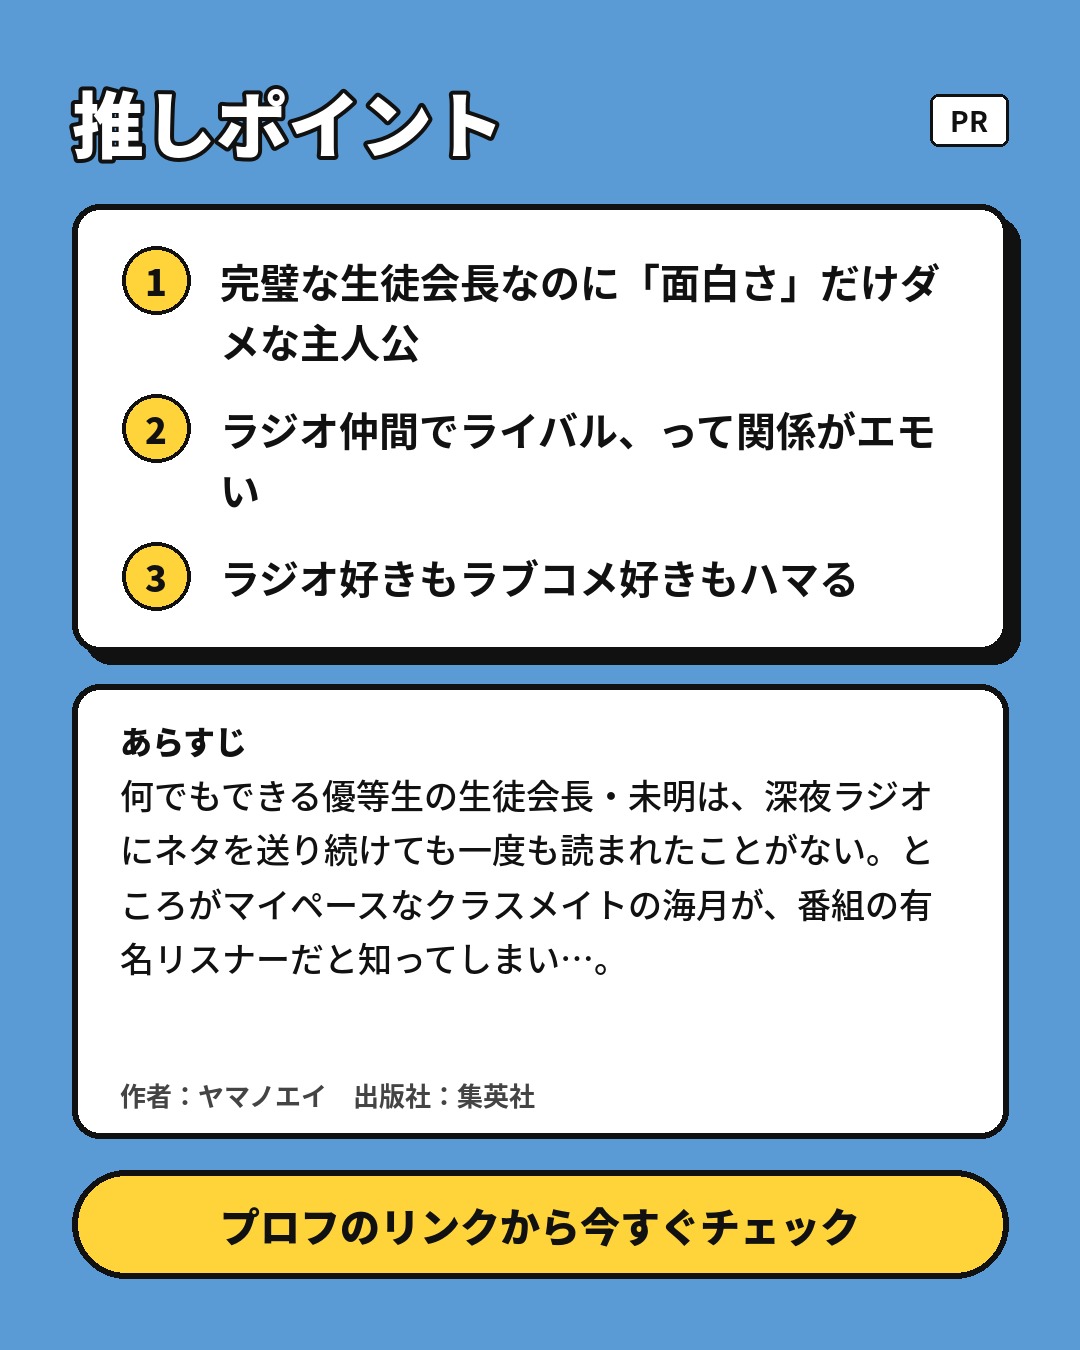 推しポイント
PR
1 完璧な生徒会長なのに「面白さ」だけダ
メな主人公
2 ラジオ仲間でライバル、って関係がエモ
い
3 ラジオ好きもラブコメ好きもハマる
あらすじ
何でもできる優等生の生徒会長・未明は、深夜ラジオ
にネタを送り続けても一度も読まれたことがない。と
ころがマイペースなクラスメイトの海月が、番組の有
名リスナーだと知ってしまい…。
作者：ヤマノエイ　出版社：集英社
プロフのリンクから今すぐチェック